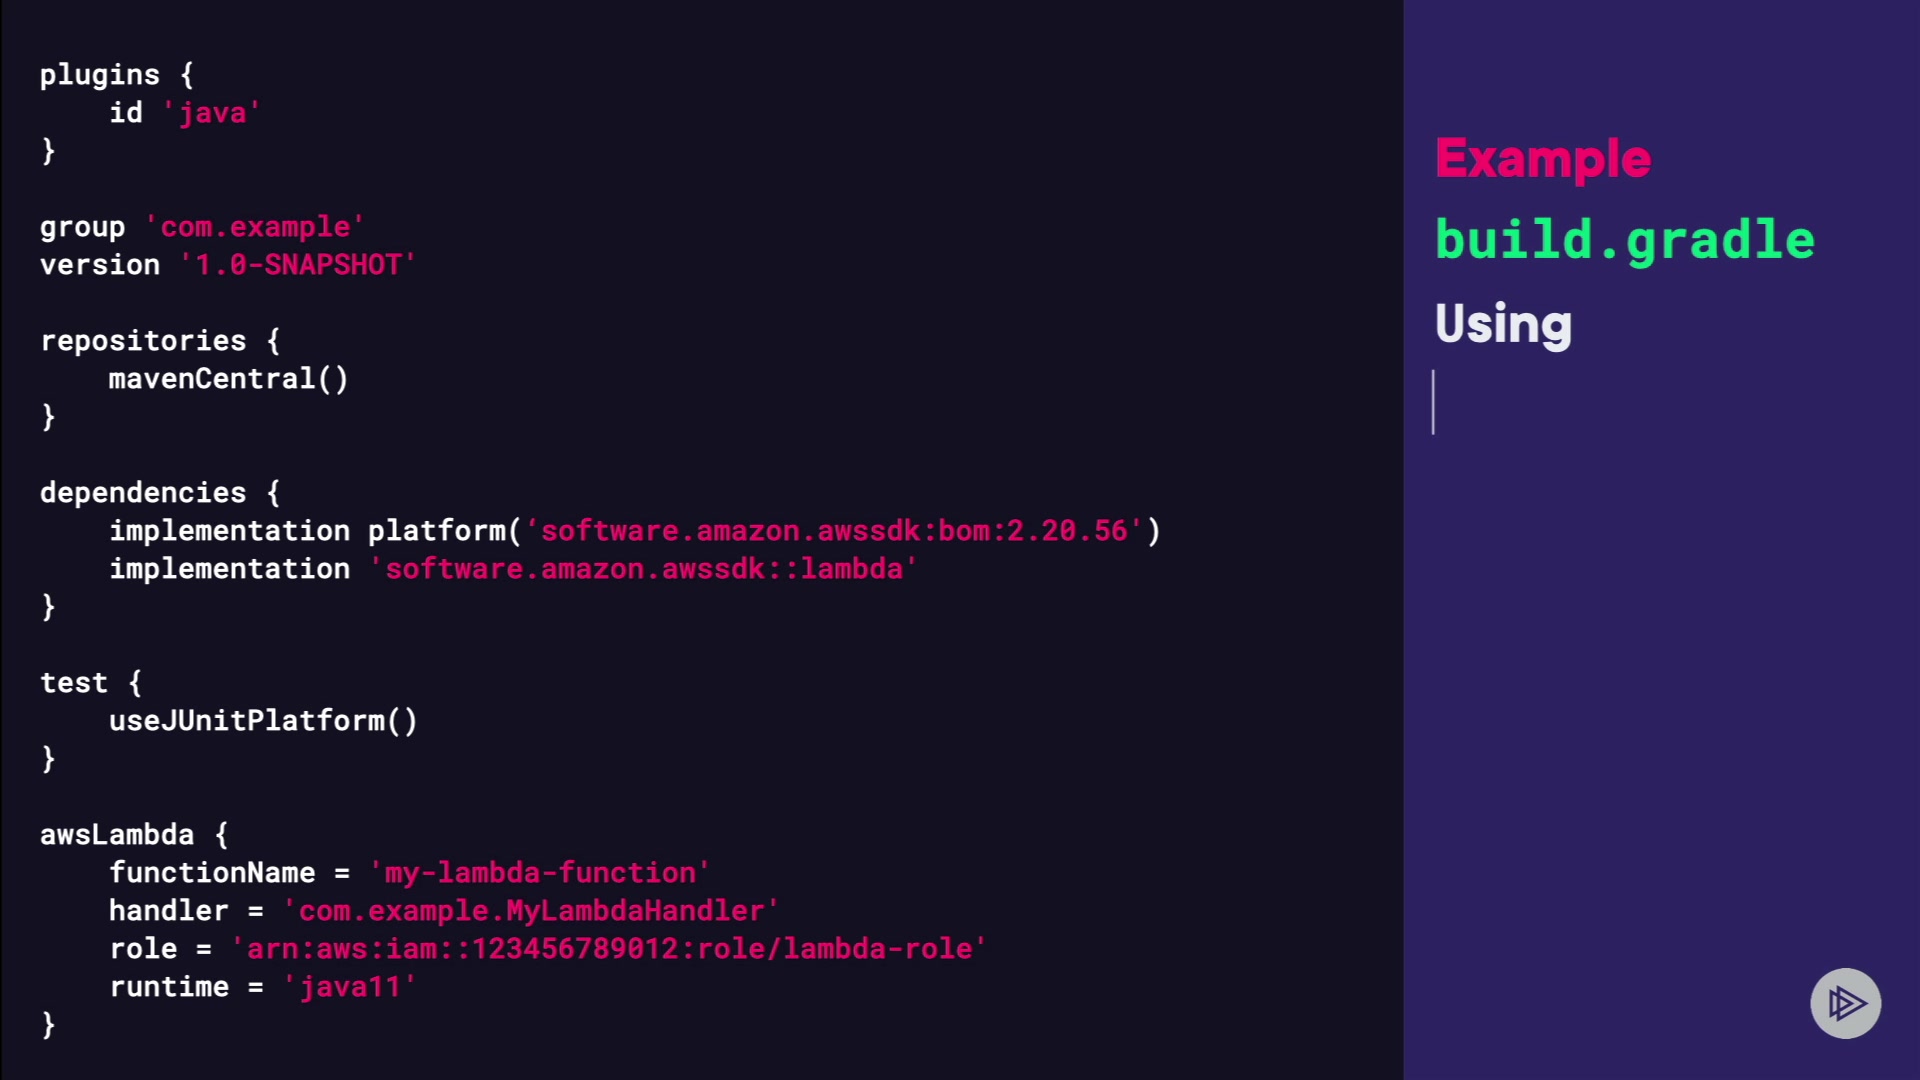 plugins {
    id 'java'
}

group 'com.example'
version '1.0-SNAPSHOT'

repositories {
    mavenCentral()
}

dependencies {
    implementation platform(‘software.amazon.awssdk:bom:2.20.56')
    implementation 'software.amazon.awssdk::lambda'
}

test {
    useJUnitPlatform()
}

awsLambda {
    functionName = 'my-lambda-function'
    handler = 'com.example.MyLambdaHandler'
    role = 'arn:aws:iam::123456789012:role/lambda-role'
    runtime = 'java11'
}

Example
build.gradle
Using